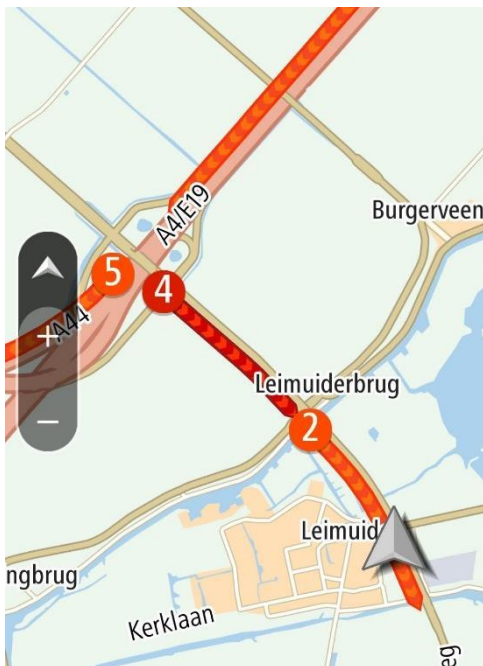 A4/E19
Burgerveen
5
4
A44
+
Leimuiderbrug
2
−
Leimuid
ngbrug
Kerklaan